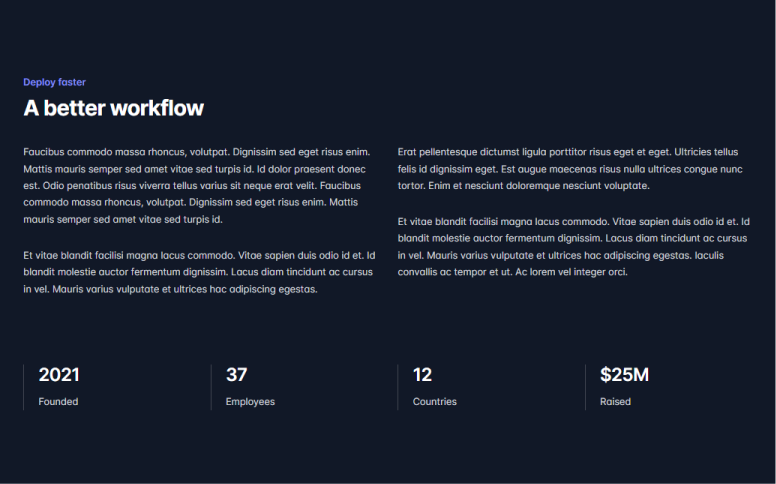 Deploy faster
A better workflow
Faucibus commodo massa rhoncus, volutpat. Dignissim sed eget risus enim.
Mattis mauris semper sed amet vitae sed turpis id. Id dolor praesent donec
est. Odio penatibus risus viverra tellus varius sit neque erat velit. Faucibus
commodo massa rhoncus, volutpat. Dignissim sed eget risus enim. Mattis
mauris semper sed amet vitae sed turpis id.
Et vitae blandit facilisi magna lacus commodo. Vitae sapien duis odio id et. Id
blandit molestie auctor fermentum dignissim. Lacus diam tincidunt ac cursus
in vel. Mauris varius vulputate et ultrices hac adipiscing egestas.
Erat pellentesque dictumst ligula porttitor risus eget et eget. Ultricies tellus
felis id dignissim eget. Est augue maecenas risus nulla ultrices congue nunc
tortor. Enim et nesciunt doloremque nesciunt voluptate.
Et vitae blandit facilisi magna lacus commodo. Vitae sapien duis odio id et. Id
blandit molestie auctor fermentum dignissim. Lacus diam tincidunt ac cursus
in vel. Mauris varius vulputate et ultrices hac adipiscing egestas. Iaculis
convallis ac tempor et ut. Ac lorem vel integer orci.
2021
Founded
37
Employees
12
Countries
$25M
Raised